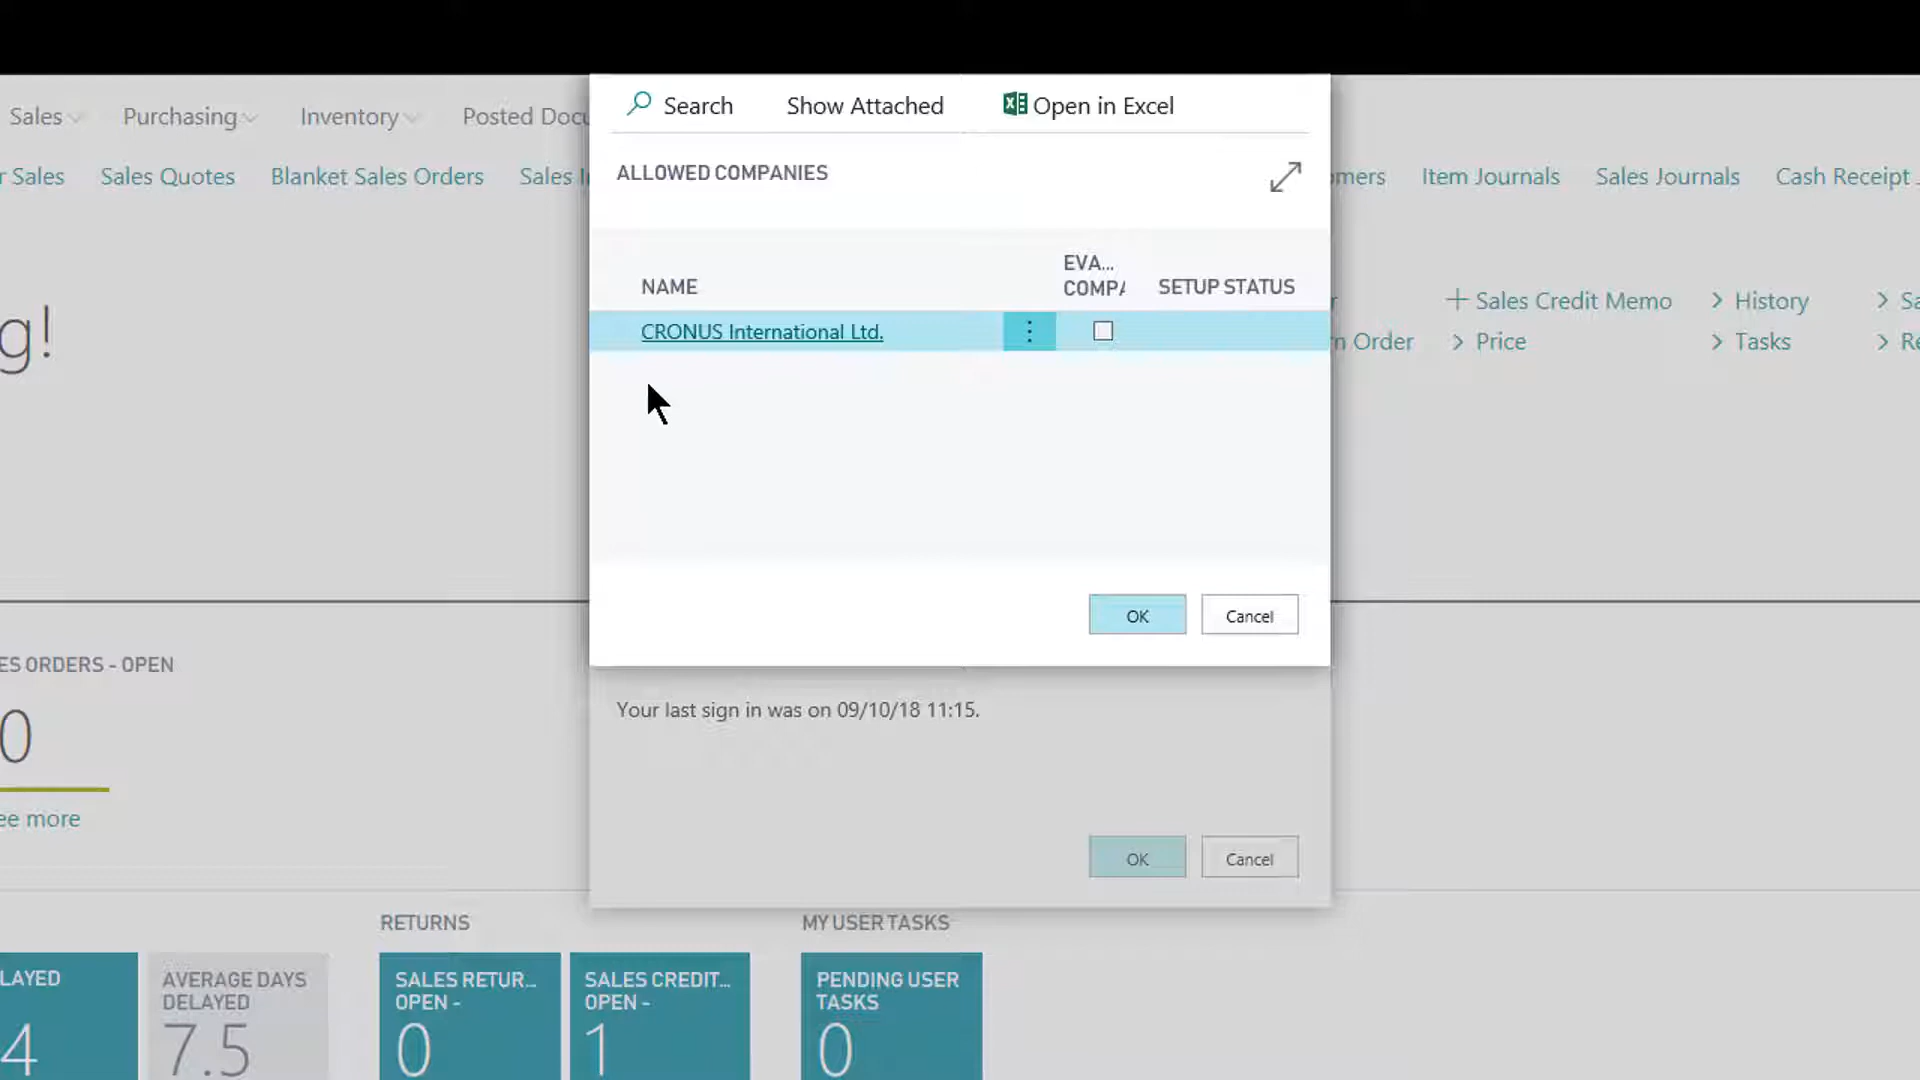 Sales
Purchasing
Inventory
Posted Docu
Search
Show Attached
Open in Excel
r Sales
Sales Quotes
Blanket Sales Orders
Sales I
omers
Item Journals
Sales Journals
Cash Receipt J
ALLOWED COMPANIES
NAME
EVA...
COMPA
SETUP STATUS
CRONUS International Ltd.
g!
r
+ Sales Credit Memo
> History
> Sa
n Order
> Price
> Tasks
> Re
OK
Cancel
ES ORDERS - OPEN
0
ee more
Your last sign in was on 09/10/18 11:15.
OK
Cancel
RETURNS
MY USER TASKS
LAYED
4
AVERAGE DAYS
DELAYED
7.5
SALES RETUR...
OPEN -
0
SALES CREDIT...
OPEN -
1
PENDING USER
TASKS
0